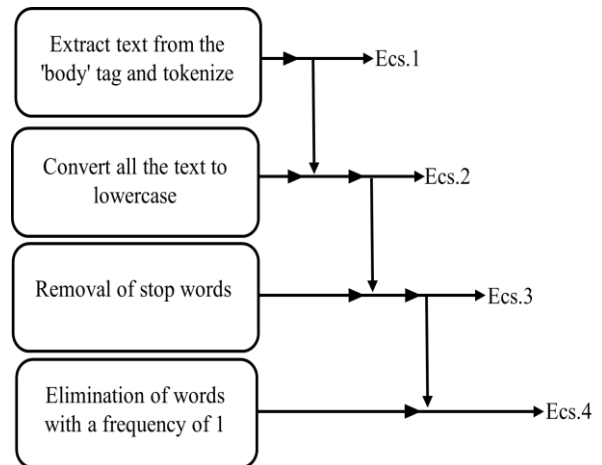 Extract text from the
'body' tag and tokenize
Ecs.1
Convert all the text to
lowercase
Ecs.2
Removal of stop words
Ecs.3
Elimination of words
with a frequency of 1
Ecs.4